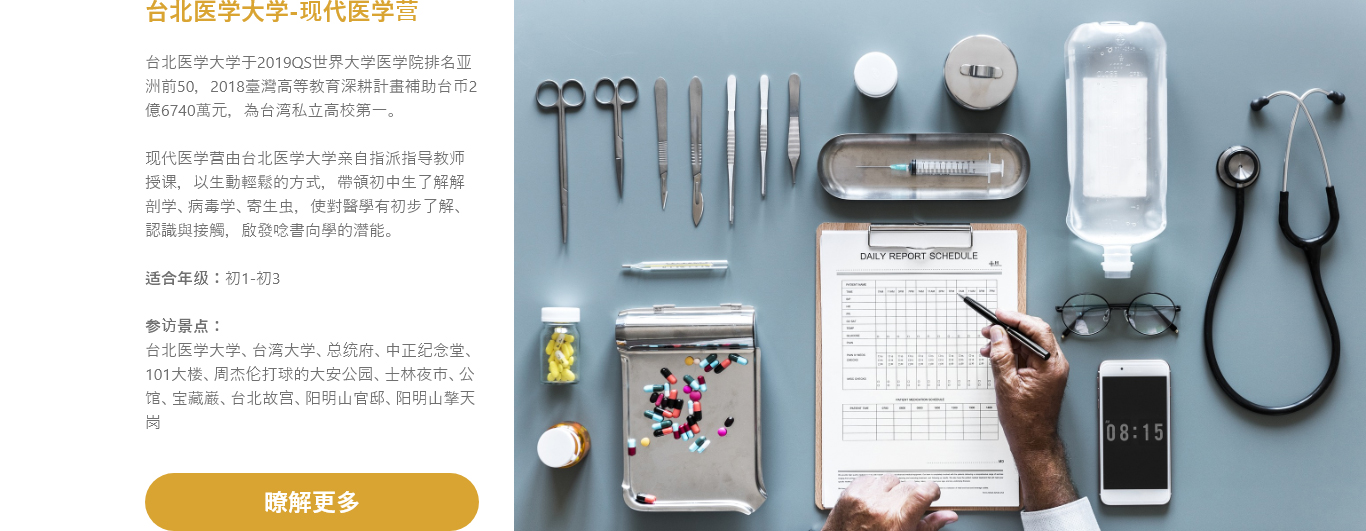 台北医学大学-现代医学营
台北医学大学于2019QS世界大学医学院排名亚
洲前50，2018臺灣高等教育深耕計畫補助台币2
億6740萬元，為台湾私立高校第一。
现代医学营由台北医学大学亲自指派指导教师
授课，以生動輕鬆的方式，帶領初中生了解解
剖学、病毒学、寄生虫，使對醫學有初步了解、
認識與接觸，啟發唸書向學的潜能。
适合年级：初1-初3
参访景点：
台北医学大学、台湾大学、总统府、中正纪念堂、
101大楼、周杰伦打球的大安公园、士林夜市、公
馆、宝藏巖、台北故宫、阳明山官邸、阳明山擎天
岗
瞭解更多
DAILY REPORT SCHEDULE
08:15